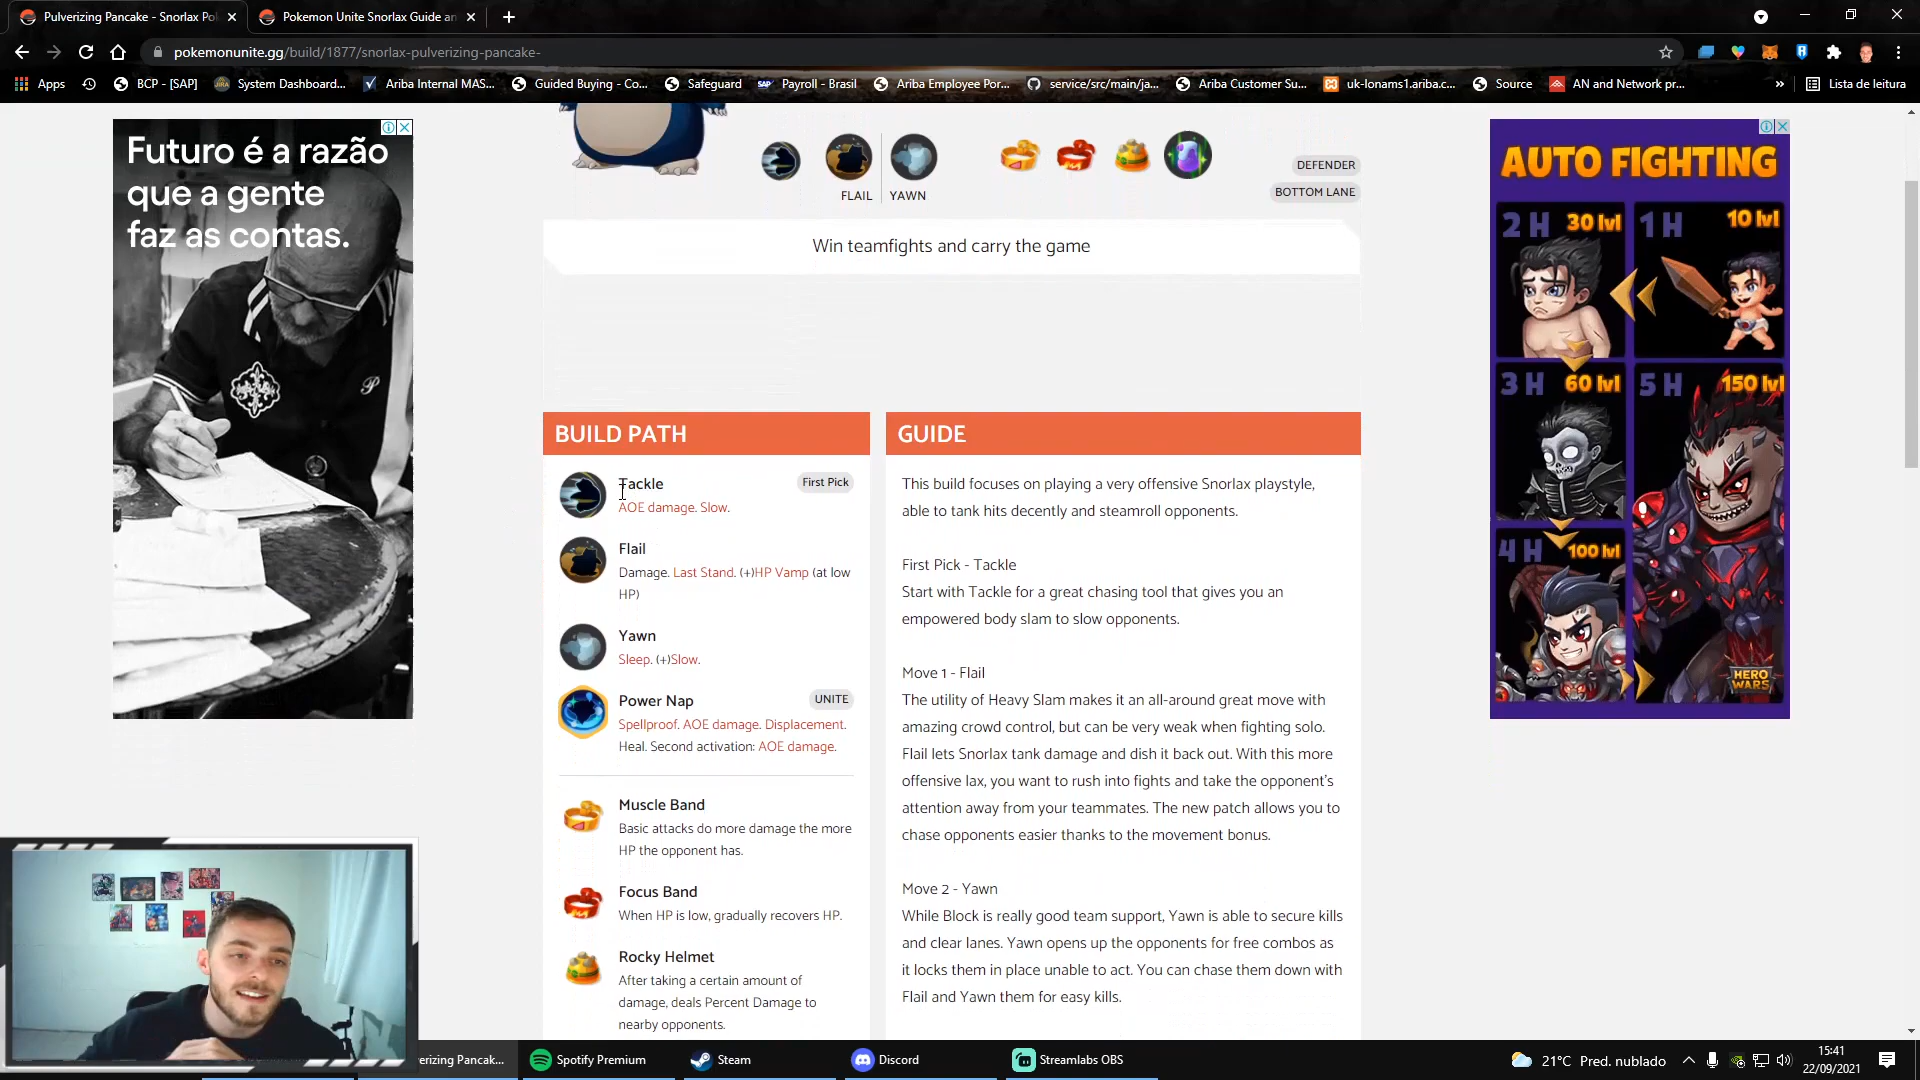 Pulverizing Pancake - Snorlax Pol
Pokemon Unite Snorlax Guide an
pokemonunite.gg/build/1877/snorlax-pulverizing-pancake-
Apps
BCP - [SAP]
System Dashboard...
Ariba Internal MAS...
Guided Buying - Co...
Safeguard
SAP
Payroll - Brasil
Ariba Employee Por...
service/src/main/ja...
Ariba Customer Su...
uk-lonams1.ariba.c...
Source
AN and Network pr...
»
Lista de leitura
Futuro é a razão
que a gente
faz as contas.
FLAIL
YAWN
DEFENDER
BOTTOM LANE
Win teamfights and carry the game
AUTO FIGHTING
2 H 30 lvl
1 H 10 lvl
3 H 60 lvl
5 H 150 lvl
4 H 100 lvl
HERO
WARS
BUILD PATH
Tackle
First Pick
AOE damage. Slow.
Flail
Damage. Last Stand. (+)HP Vamp (at low
HP)
Yawn
Sleep. (+)Slow.
Power Nap
UNITE
Spellproof. AOE damage. Displacement.
Heal. Second activation: AOE damage.
Muscle Band
Basic attacks do more damage the more
HP the opponent has.
Focus Band
When HP is low, gradually recovers HP.
Rocky Helmet
After taking a certain amount of
damage, deals Percent Damage to
nearby opponents.
GUIDE
This build focuses on playing a very offensive Snorlax playstyle,
able to tank hits decently and steamroll opponents.
First Pick - Tackle
Start with Tackle for a great chasing tool that gives you an
empowered body slam to slow opponents.
Move 1 - Flail
The utility of Heavy Slam makes it an all-around great move with
amazing crowd control, but can be very weak when fighting solo.
Flail lets Snorlax tank damage and dish it back out. With this more
offensive lax, you want to rush into fights and take the opponent's
attention away from your teammates. The new patch allows you to
chase opponents easier thanks to the movement bonus.
Move 2 - Yawn
While Block is really good team support, Yawn is able to secure kills
and clear lanes. Yawn opens up the opponents for free combos as
it locks them in place unable to act. You can chase them down with
Flail and Yawn them for easy kills.
erizing Pancak...
Spotify Premium
Steam
Discord
Streamlabs OBS
21°C Pred. nublado
15:41
22/09/2021